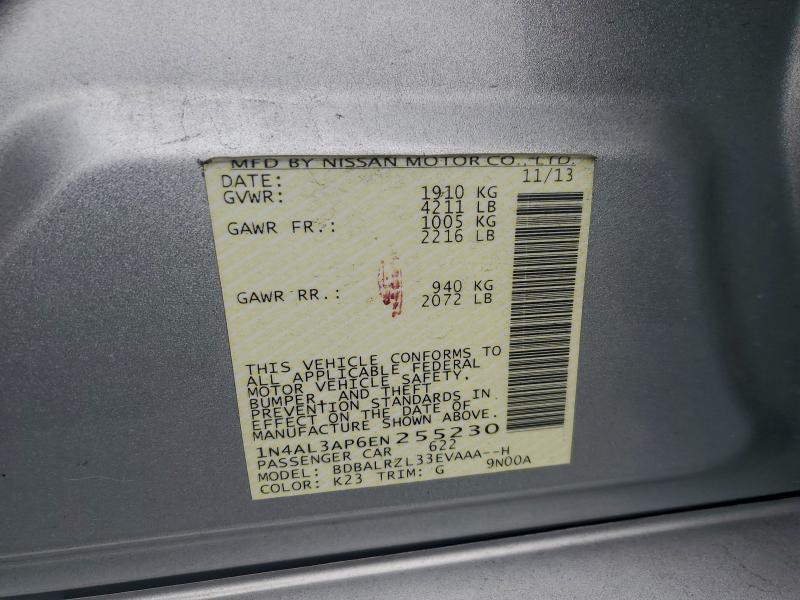 MFD BY NISSAN MOTOR CO., LTD.
DATE: 11/13
GVWR: 1910 KG
4211 LB
GAWR FR.: 1005 KG
2216 LB
GAWR RR.: 940 KG
2072 LB
THIS VEHICLE CONFORMS TO
ALL APPLICABLE FEDERAL
MOTOR VEHICLE SAFETY,
BUMPER, AND THEFT
PREVENTION STANDARDS IN
EFFECT ON THE DATE OF
MANUFACTURE SHOWN ABOVE.
1N4AL3AP6EN255230
PASSENGER CAR 622
MODEL: BDBALRZL33EVAAA--H
COLOR: K23 TRIM: G 9N00A